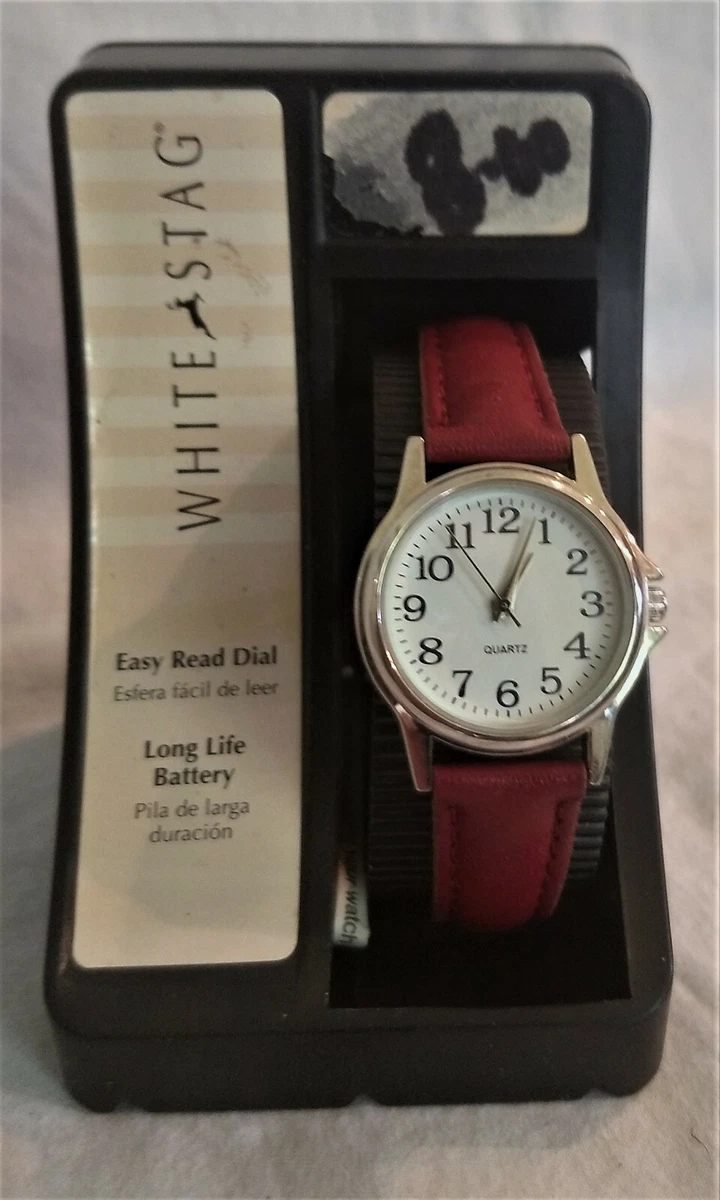 WHITE STAG®
Easy Read Dial
Esfera fácil de leer
Long Life
Battery
Pila de larga
duración
12
1
2
3
4
5
6
7
8
9
10
11
QUARTZ
watch